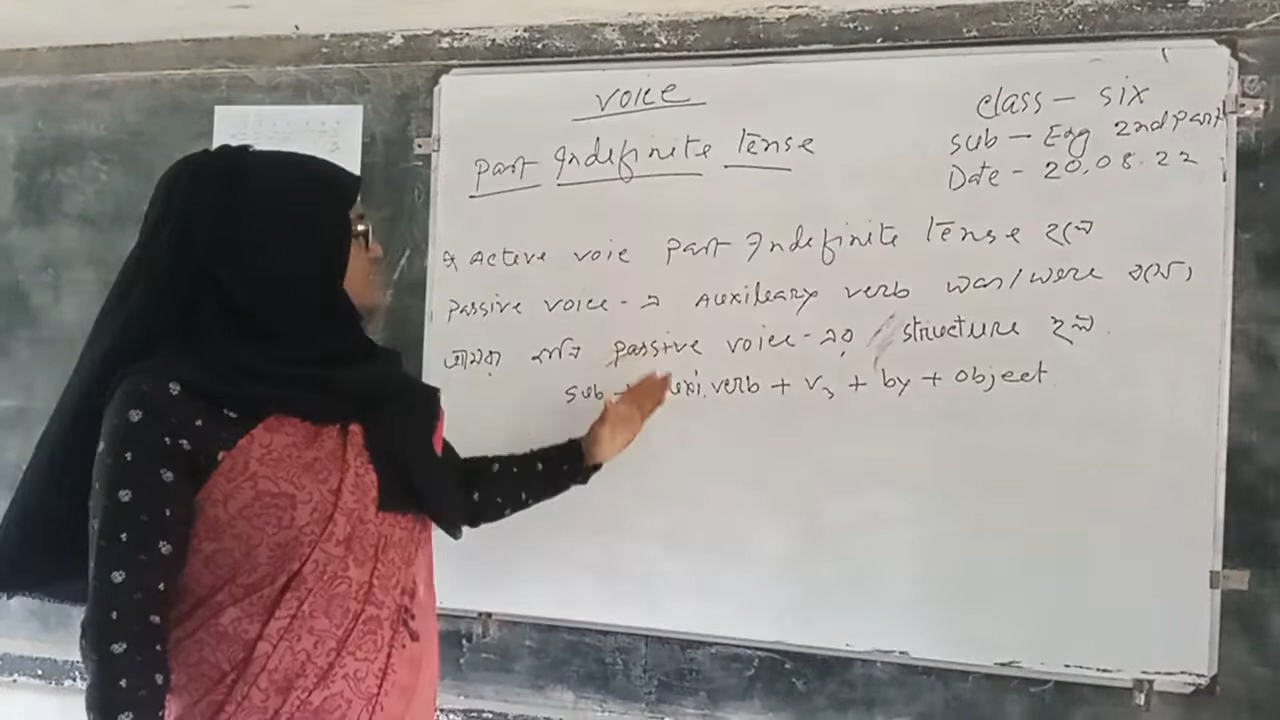 voice
class - six
Past Indefinite Tense
sub - Eng 2nd part
Date - 20.08.22
Active voie past Indefinite Tense হলে
passive voice - এ Auxileary verb was/were হবে,
passive voice - এর structure হবে.
sub + auxi. verb + v3 + by + object